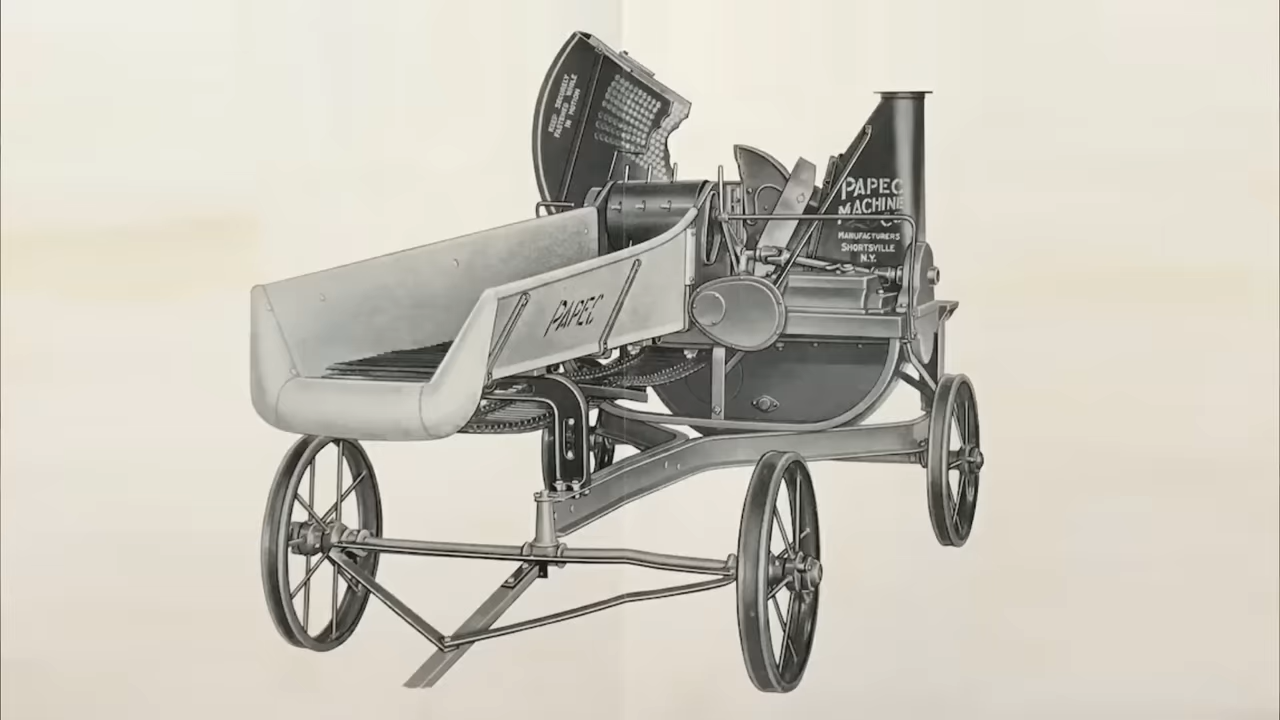 KEEP SECURELY
FASTENED WHILE
IN MOTION
PAPEC
MACHINE
CO
MANUFACTURERS
SHORTSVILLE
N.Y.
PAPEC